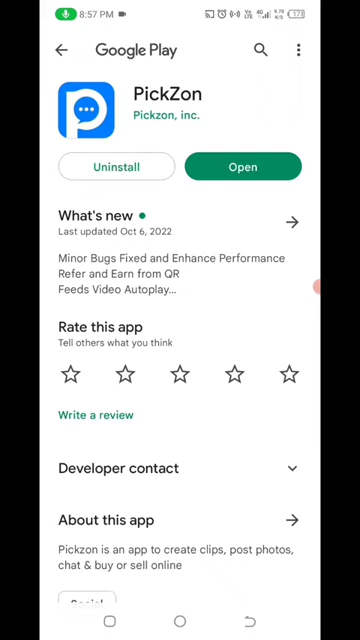 8:57 PM
Google Play
PickZon
Pickzon, inc.
Uninstall
Open
What's new
Last updated Oct 6, 2022
Minor Bugs Fixed and Enhance Performance
Refer and Earn from QR
Feeds Video Autoplay...
Rate this app
Tell others what you think
Write a review
Developer contact
About this app
Pickzon is an app to create clips, post photos,
chat & buy or sell online